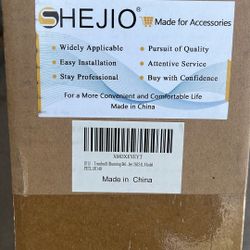 SHEJIO® Made for Accessories
• Widely Applicable • Pursuit of Quality
• Easy Installation • Attentive Service
• Stay Professional • Buy with Confidence
For a More Convenient and Comfortable Life
Made in China
Made in China